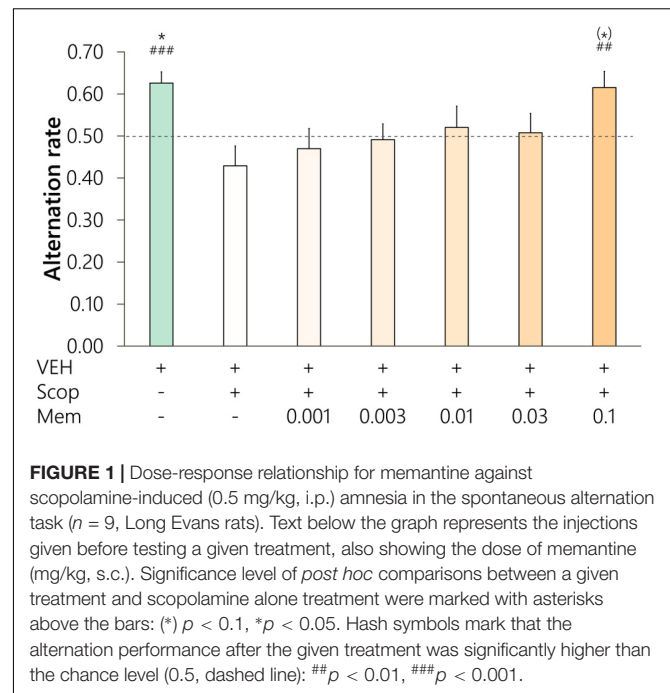 (*)
* ##
###
0.70
0.60
0.50
0.40
0.30
0.20
0.10
0.00
Alternation rate
VEH + + + + + + +
Scop - + + + + + +
Mem - - 0.001 0.003 0.01 0.03 0.1
FIGURE 1 | Dose-response relationship for memantine against
scopolamine-induced (0.5 mg/kg, i.p.) amnesia in the spontaneous alternation
task (n = 9, Long Evans rats). Text below the graph represents the injections
given before testing a given treatment, also showing the dose of memantine
(mg/kg, s.c.). Significance level of post hoc comparisons between a given
treatment and scopolamine alone treatment were marked with asterisks
above the bars: (*) p < 0.1, *p < 0.05. Hash symbols mark that the
alternation performance after the given treatment was significantly higher than
the chance level (0.5, dashed line): ##p < 0.01, ###p < 0.001.